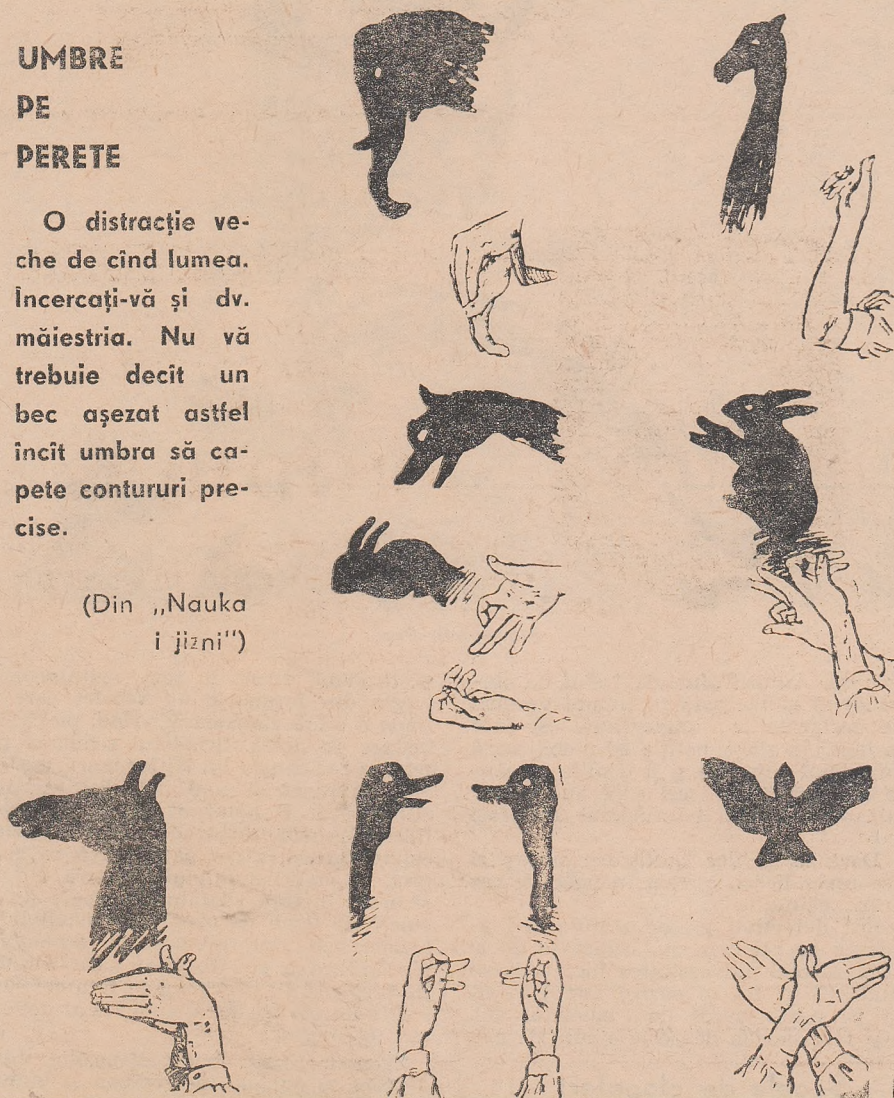 UMBRE
PE
PERETE
O distracție ve-
che de cînd lumea.
Încercați-vă și dv.
măiestria. Nu vă
trebuie decît un
bec așezat astfel
încît umbra să ca-
pete contururi pre-
cise.
(Din „Nauka
i jizni")